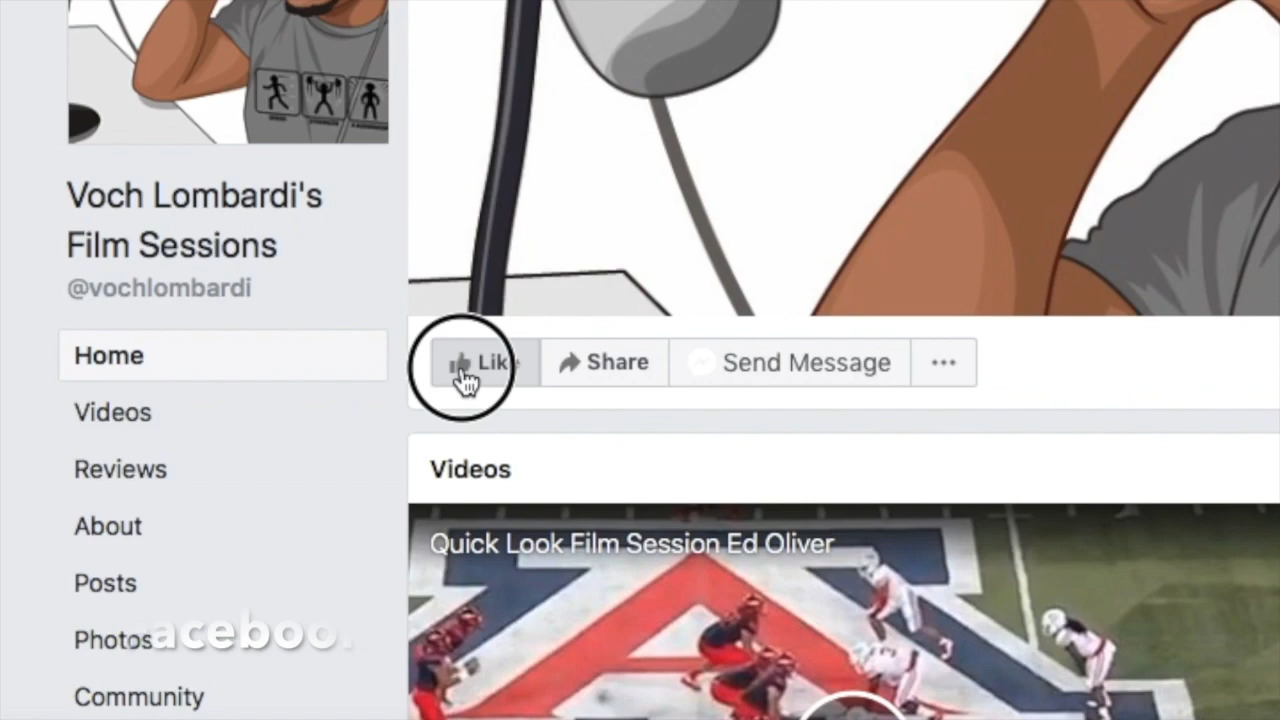 Voch Lombardi's
Film Sessions
@vochlombardi
Home
Videos
Reviews
About
Posts
Photos
Community
Like
Share
Send Message
Videos
Quick Look Film Session Ed Oliver